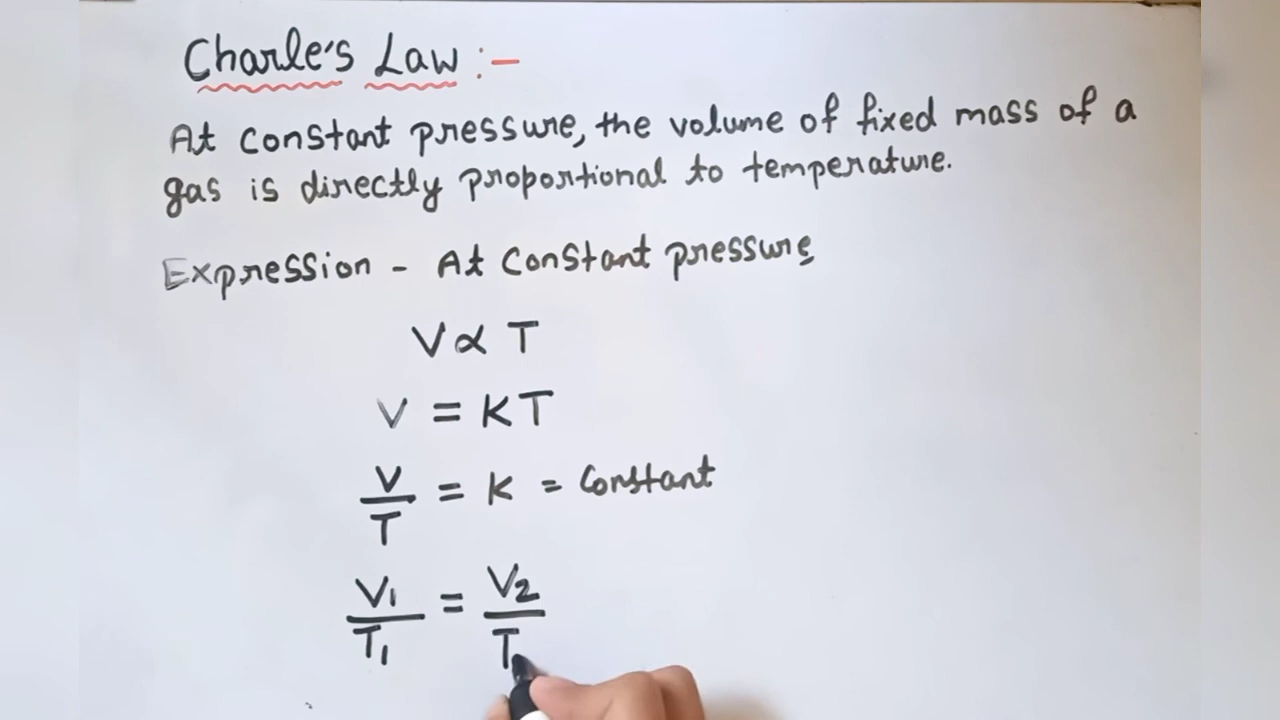 Charle's Law :-
At constant pressure, the volume of fixed mass of a
gas is directly proportional to temperature.
Expression - At constant pressure
V ∝ T
V = KT
V/T = K = constant
V1/T1 = V2/T